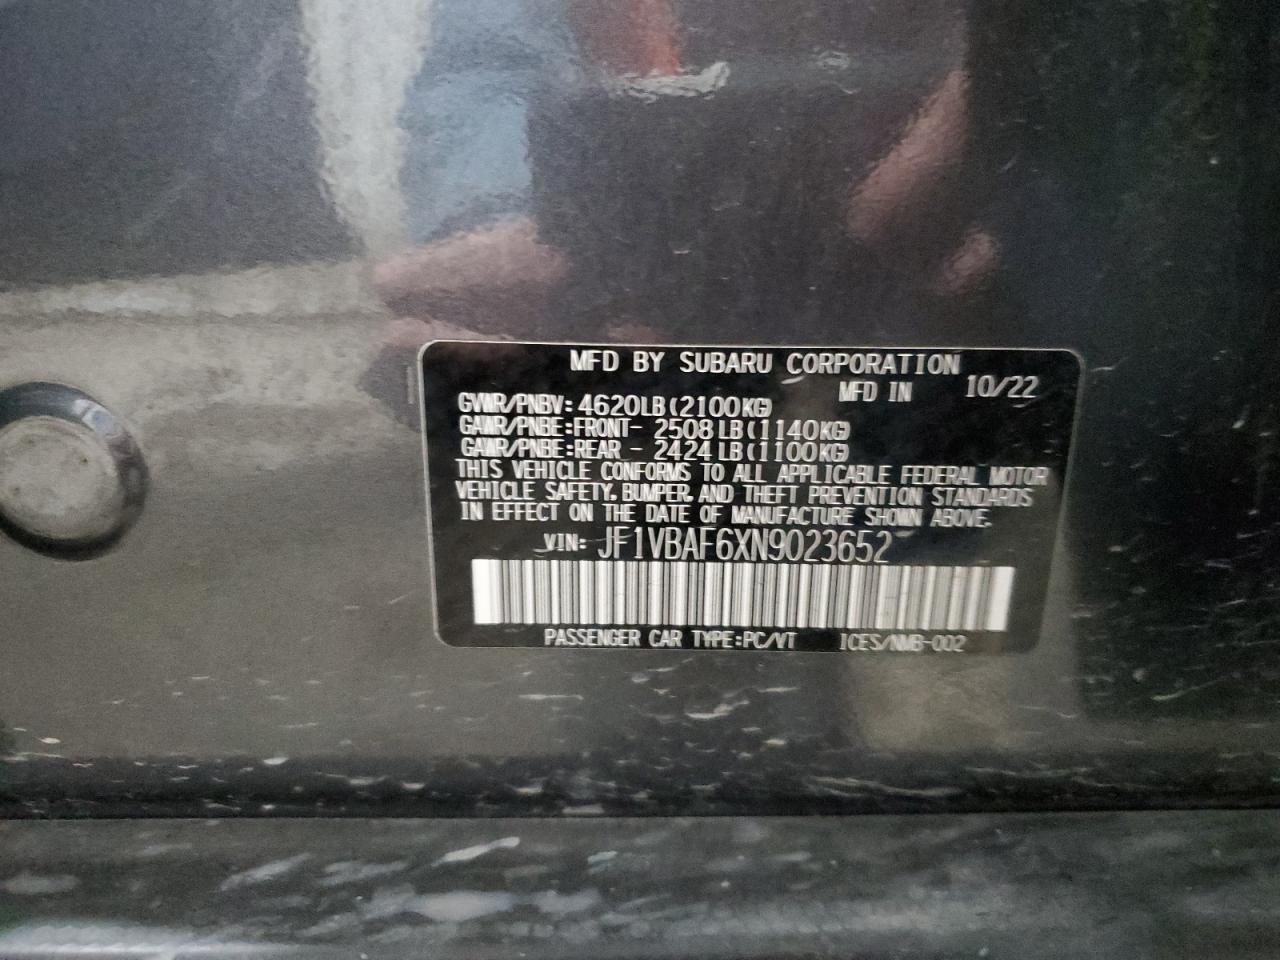 MFD BY SUBARU CORPORATION
MFD IN 10/22
GVWR/PNBV: 4620LB(2100KG)
GAWR/PNBE:FRONT- 2508LB(1140KG)
GAWR/PNBE:REAR - 2424LB(1100KG)
THIS VEHICLE CONFORMS TO ALL APPLICABLE FEDERAL MOTOR
VEHICLE SAFETY, BUMPER, AND THEFT PREVENTION STANDARDS
IN EFFECT ON THE DATE OF MANUFACTURE SHOWN ABOVE.
VIN: JF1VBAF6XN9023652
PASSENGER CAR TYPE:PC/VT ICES/NMB-002